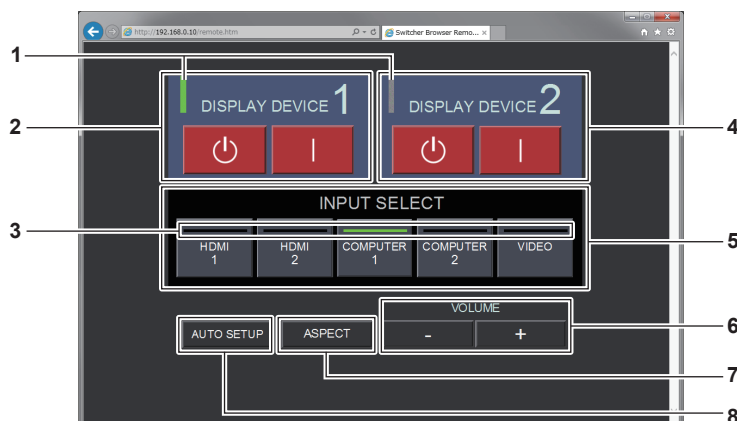 http://192.168.0.10/remote.htm
Switcher Browser Remo... ×
1
DISPLAY DEVICE 1
DISPLAY DEVICE 2
2
4
INPUT SELECT
3
HDMI 1
HDMI 2
COMPUTER 1
COMPUTER 2
VIDEO
5
VOLUME
6
AUTO SETUP
ASPECT
-
+
7
8